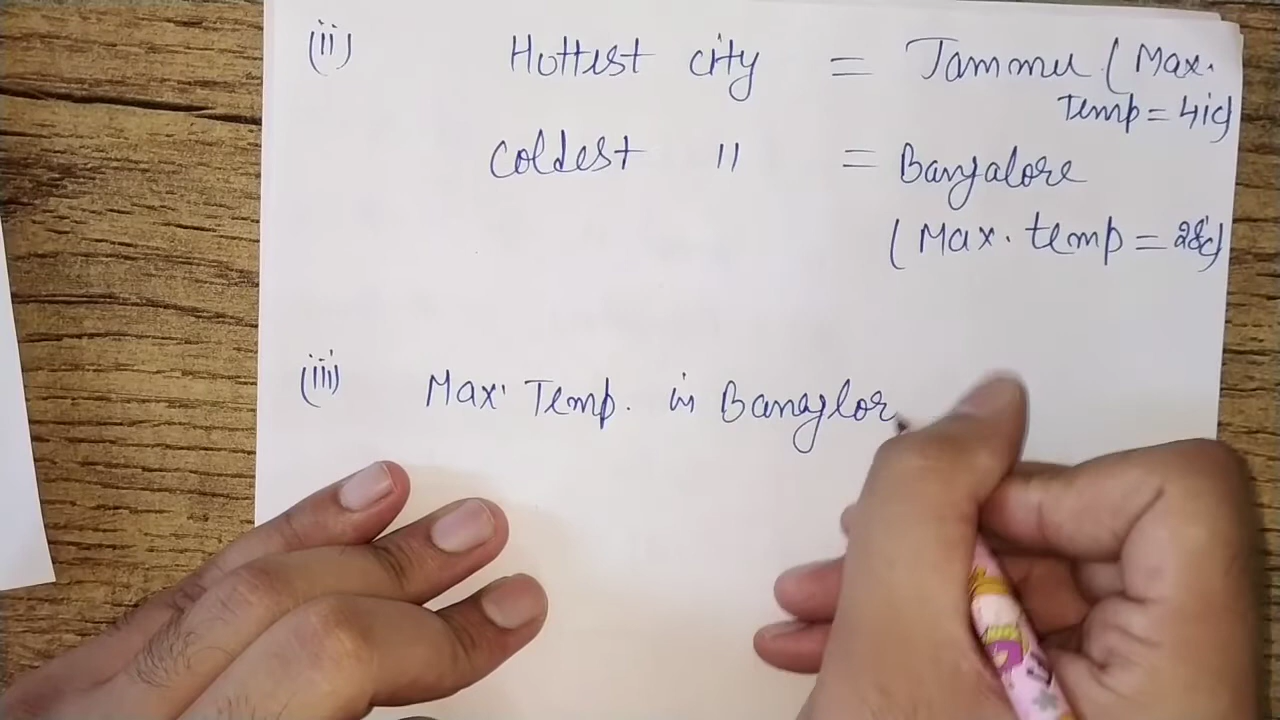 (ii) Hottest city = Jammu (Max.
temp = 41°C)
Coldest " = Bangalore
(Max. temp = 28°C)
(iii) Max. Temp. in Banaglor